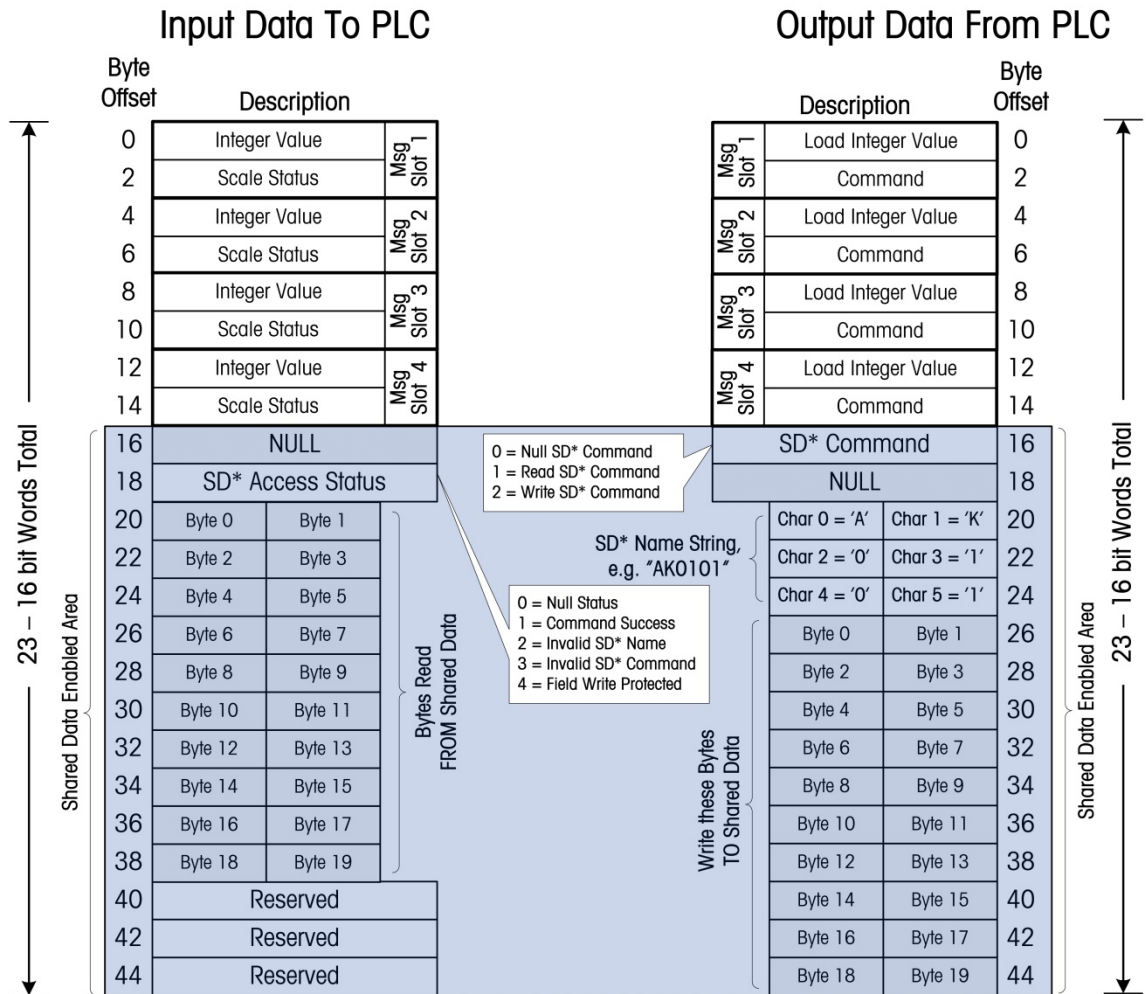 Input Data To PLC
Output Data From PLC
Byte
Offset
Description
Description
Byte
Offset
0 Integer Value
2 Scale Status
Msg
Slot 1
4 Integer Value
6 Scale Status
Msg
Slot 2
8 Integer Value
10 Scale Status
Msg
Slot 3
12 Integer Value
14 Scale Status
Msg
Slot 4
16 NULL
18 SD* Access Status
20 Byte 0 Byte 1
22 Byte 2 Byte 3
24 Byte 4 Byte 5
26 Byte 6 Byte 7
28 Byte 8 Byte 9
30 Byte 10 Byte 11
32 Byte 12 Byte 13
34 Byte 14 Byte 15
36 Byte 16 Byte 17
38 Byte 18 Byte 19
40 Reserved
42 Reserved
44 Reserved
23 – 16 bit Words Total
Shared Data Enabled Area
Bytes Read
FROM Shared Data
0 = Null SD* Command
1 = Read SD* Command
2 = Write SD* Command
SD* Name String,
e.g. "AK0101"
0 = Null Status
1 = Command Success
2 = Invalid SD* Name
3 = Invalid SD* Command
4 = Field Write Protected
Write these Bytes
TO Shared Data
Msg
Slot 1
Load Integer Value 0
Command 2
Msg
Slot 2
Load Integer Value 4
Command 6
Msg
Slot 3
Load Integer Value 8
Command 10
Msg
Slot 4
Load Integer Value 12
Command 14
SD* Command 16
NULL 18
Char 0 = 'A' Char 1 = 'K' 20
Char 2 = '0' Char 3 = '1' 22
Char 4 = '0' Char 5 = '1' 24
Byte 0 Byte 1 26
Byte 2 Byte 3 28
Byte 4 Byte 5 30
Byte 6 Byte 7 32
Byte 8 Byte 9 34
Byte 10 Byte 11 36
Byte 12 Byte 13 38
Byte 14 Byte 15 40
Byte 16 Byte 17 42
Byte 18 Byte 19 44
Shared Data Enabled Area
23 – 16 bit Words Total